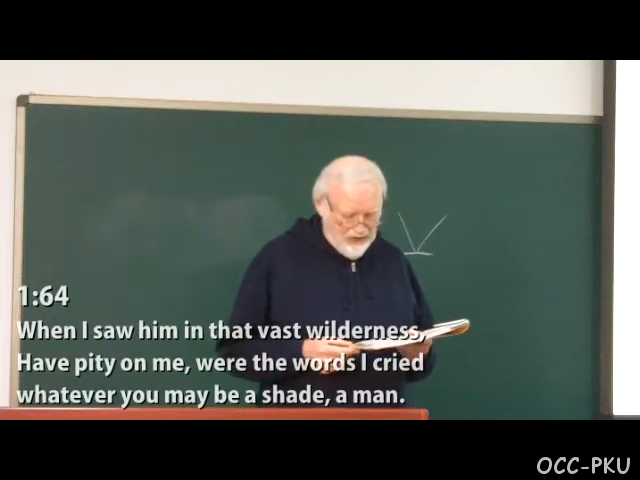 1:64
When I saw him in that vast wilderness,
Have pity on me, were the words I cried
whatever you may be a shade, a man.
OCC-PKU